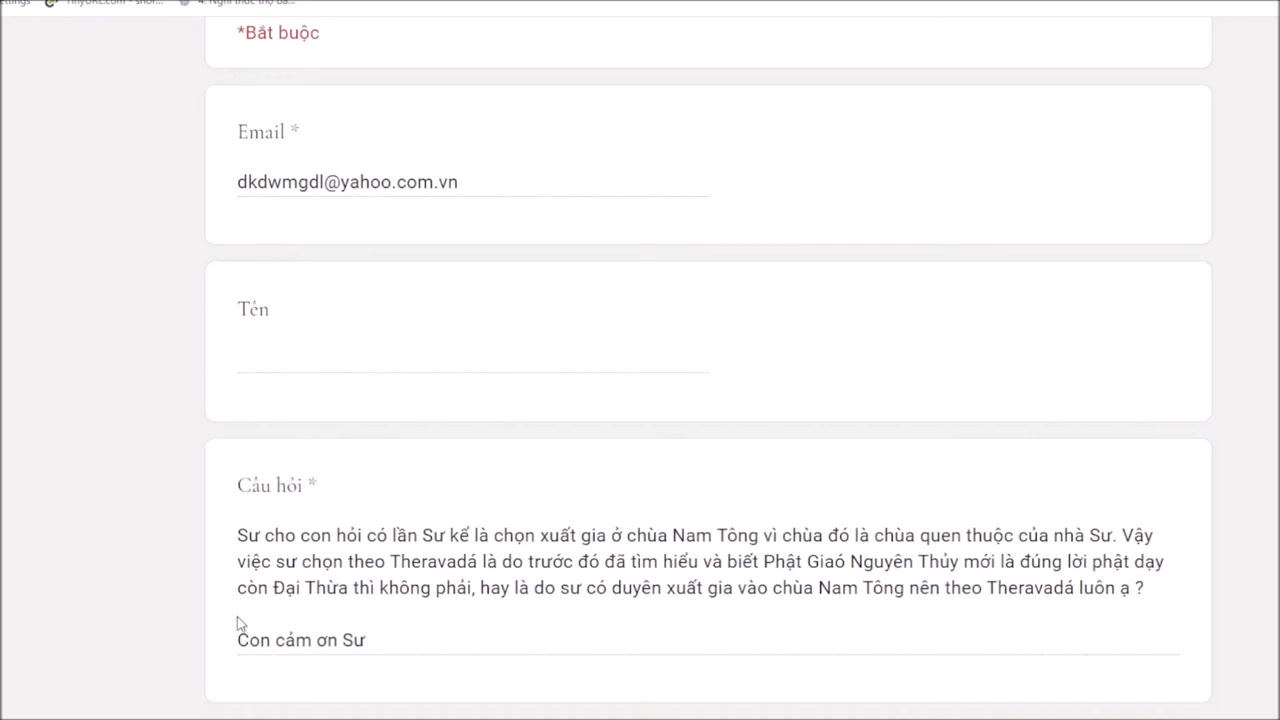 *Bắt buộc
Email *
dkdwmgdl@yahoo.com.vn
Tên
Câu hỏi *
Sư cho con hỏi có lần Sư kể là chọn xuất gia ở chùa Nam Tông vì chùa đó là chùa quen thuộc của nhà Sư. Vậy
việc sư chọn theo Theravadá là do trước đó đã tìm hiểu và biết Phật Giaó Nguyên Thủy mới là đúng lời phật dạy
còn Đại Thừa thì không phải, hay là do sư có duyên xuất gia vào chùa Nam Tông nên theo Theravadá luôn ạ ?
Con cảm ơn Sư